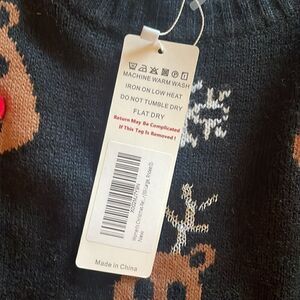 MACHINE WARM WASH
IRON ON LOW HEAT
DO NOT TUMBLE DRY
FLAT DRY
Return May Be Complicated
If This Tag Is Removed !
New
Made in China